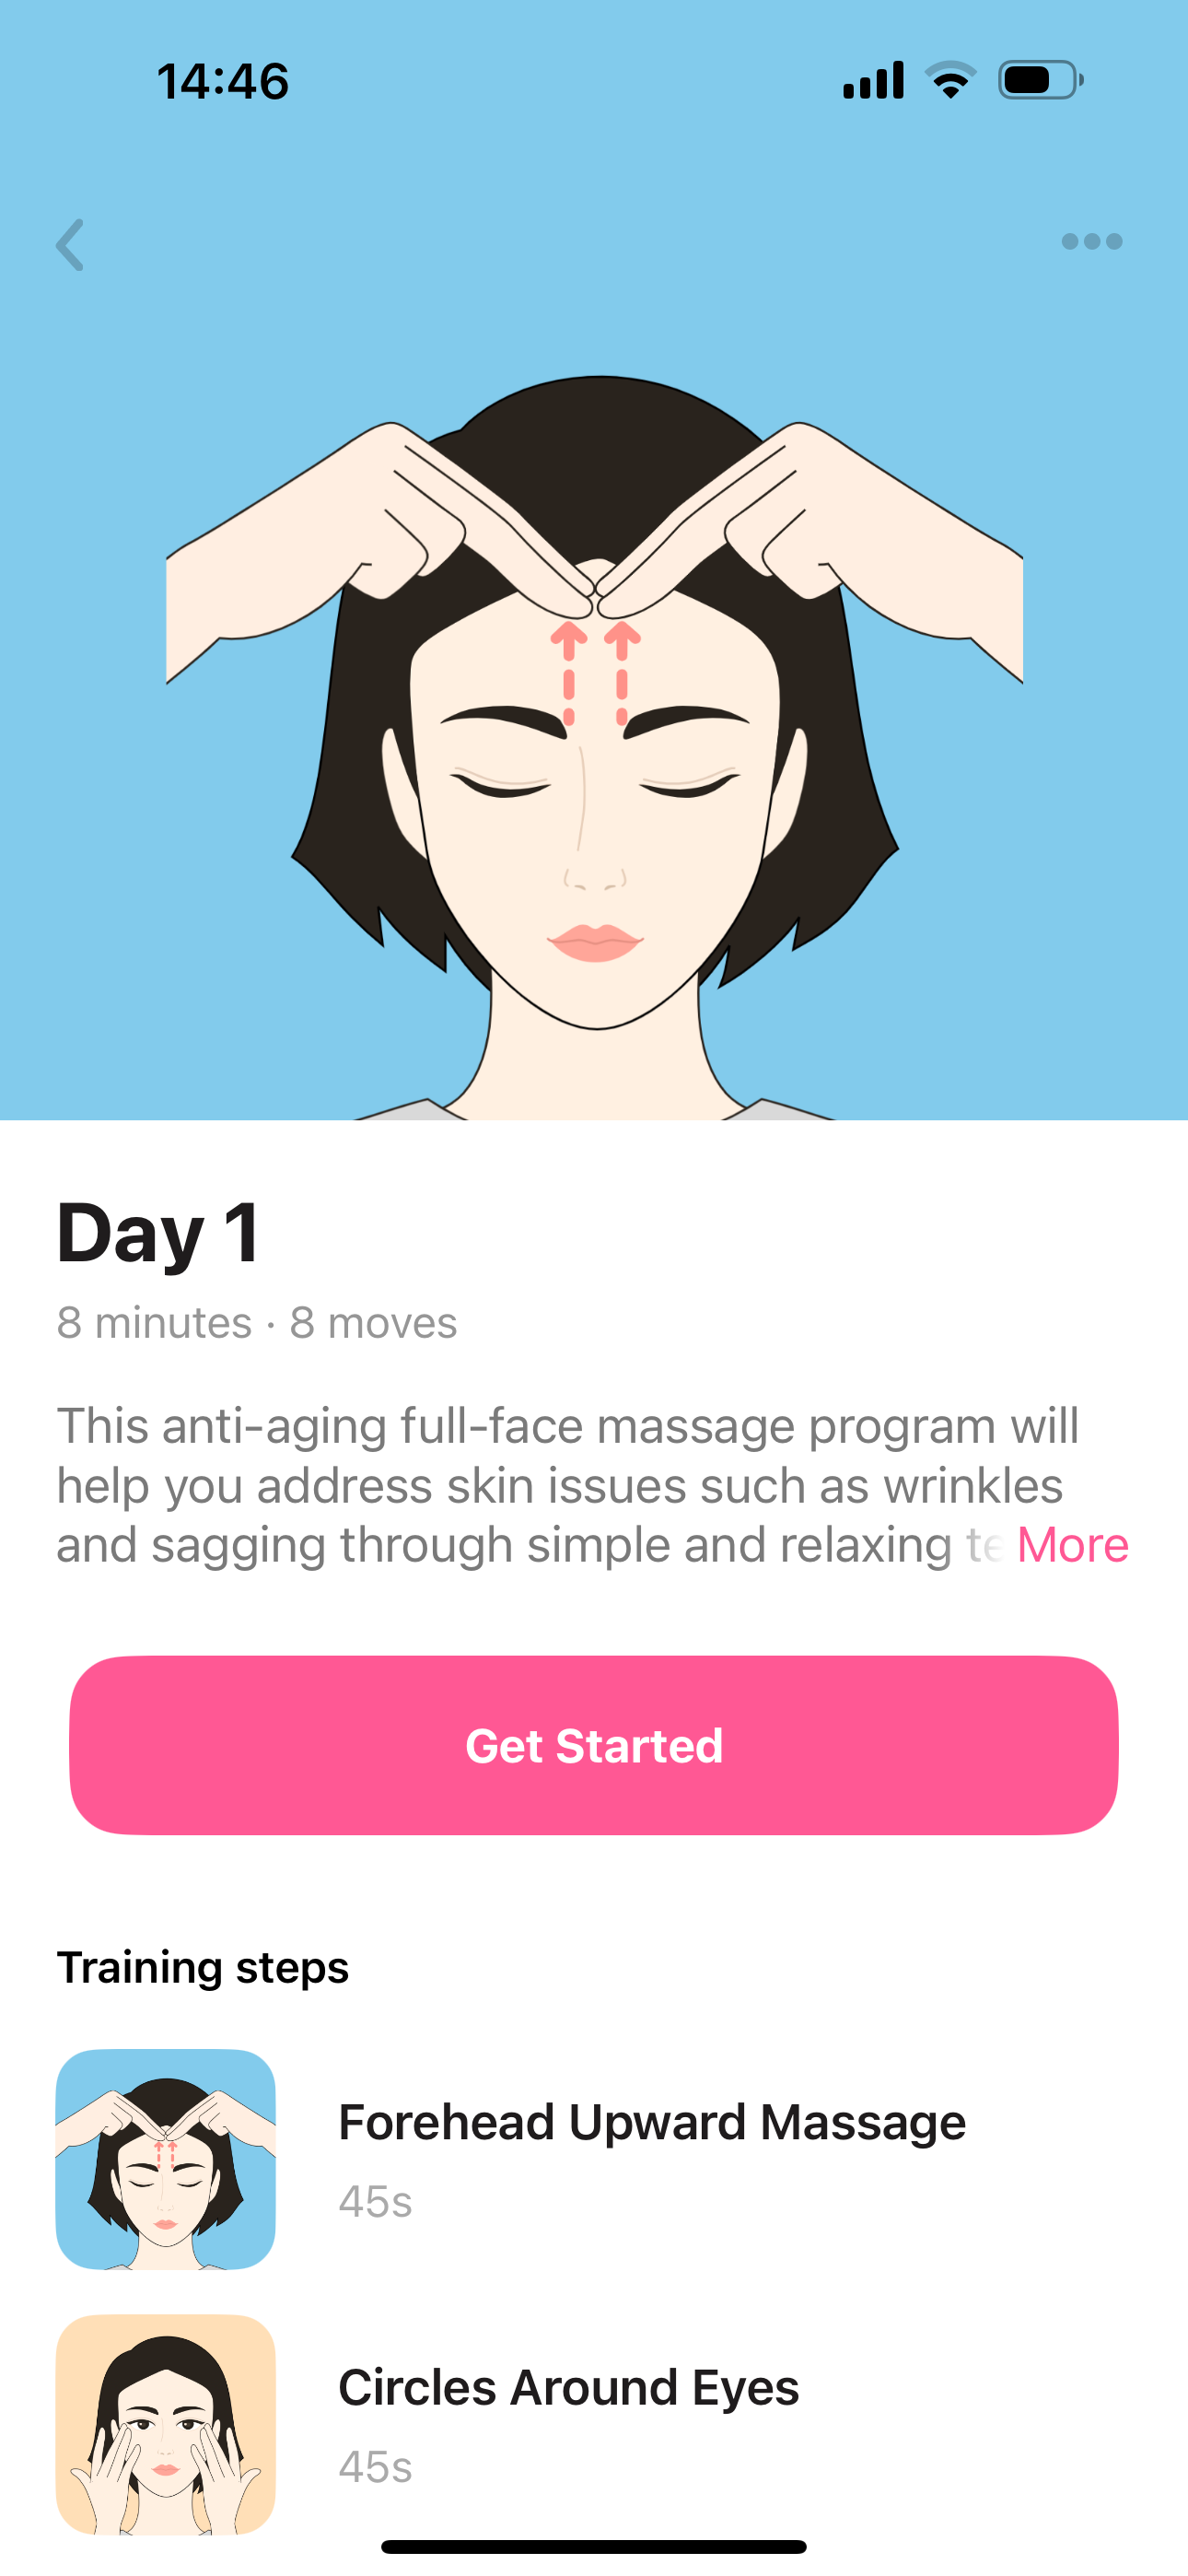 14:46
Day 1
8 minutes · 8 moves
This anti-aging full-face massage program will
help you address skin issues such as wrinkles
and sagging through simple and relaxing te More
Get Started
Training steps
Forehead Upward Massage
45s
Circles Around Eyes
45s